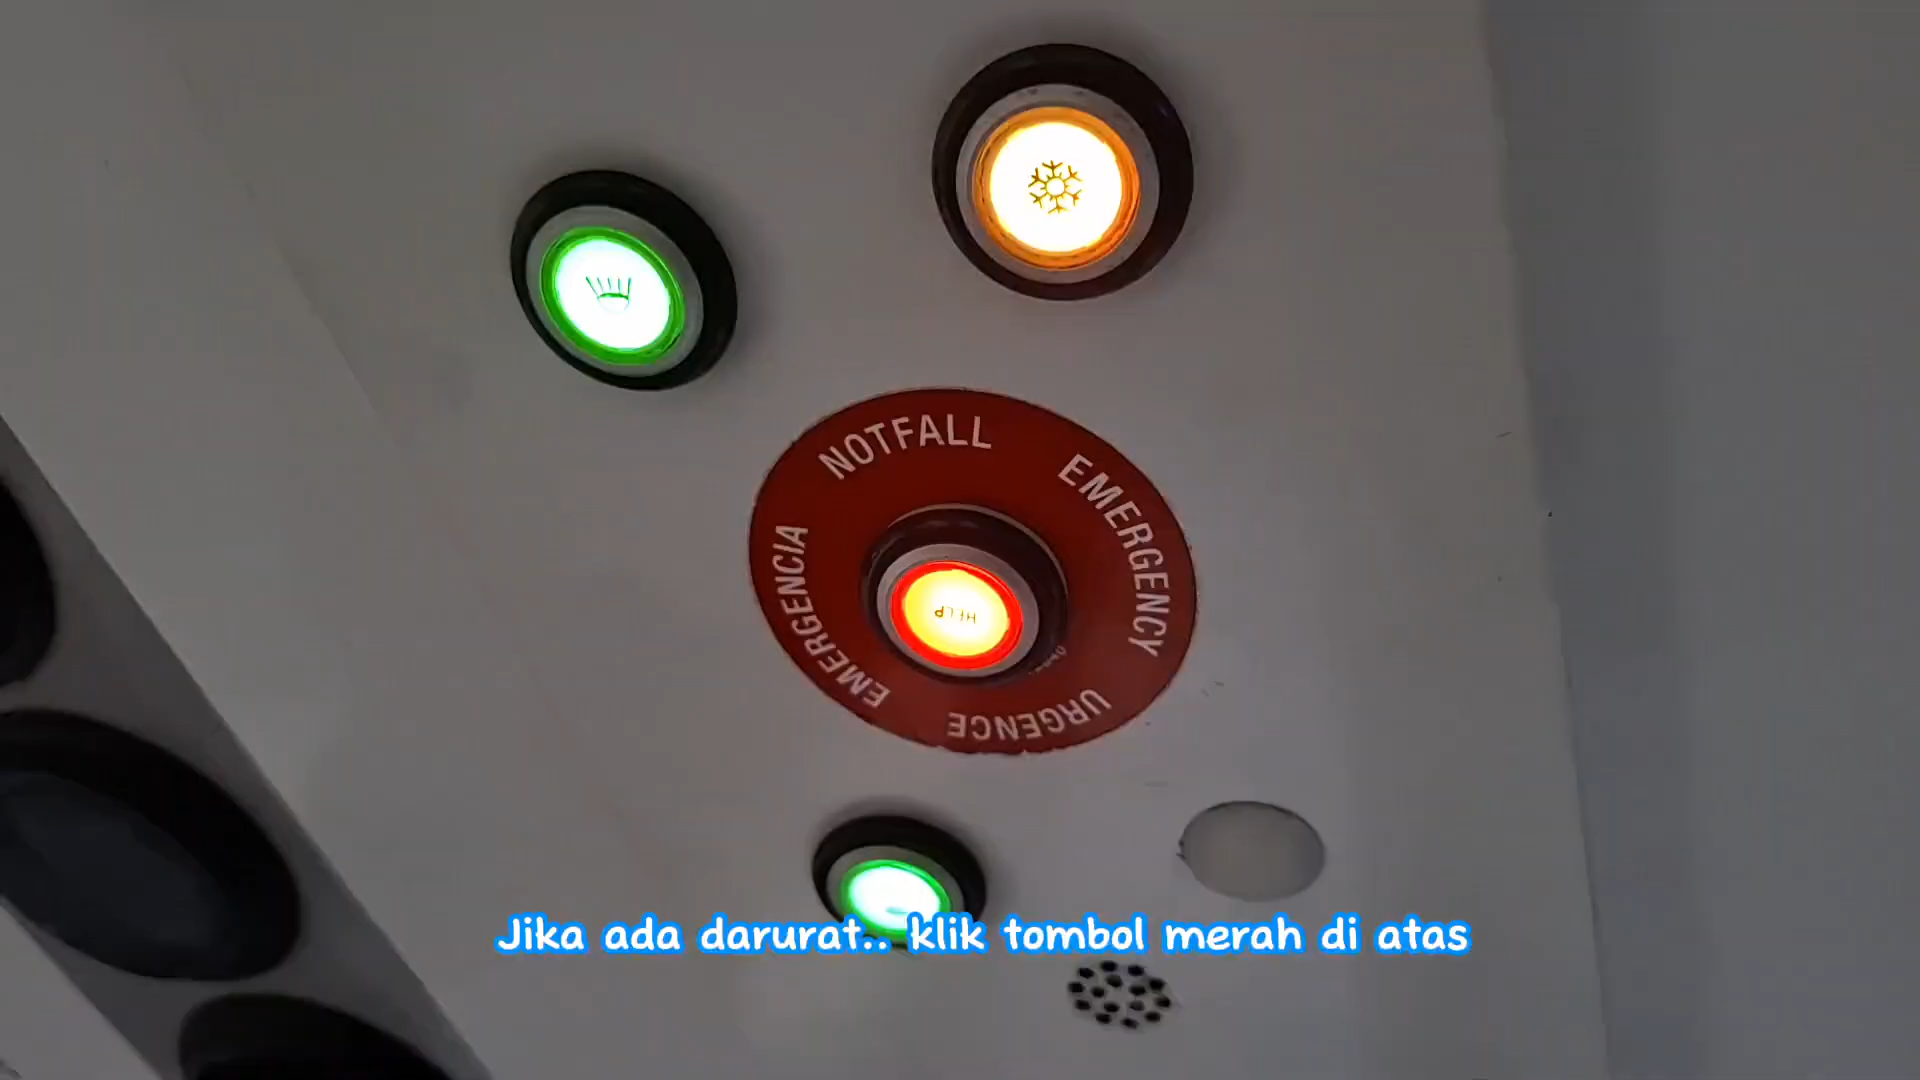 NOTFALL
EMERGENCY
URGENCE
EMERGENCIA
HELP
Jika ada darurat.. klik tombol merah di atas